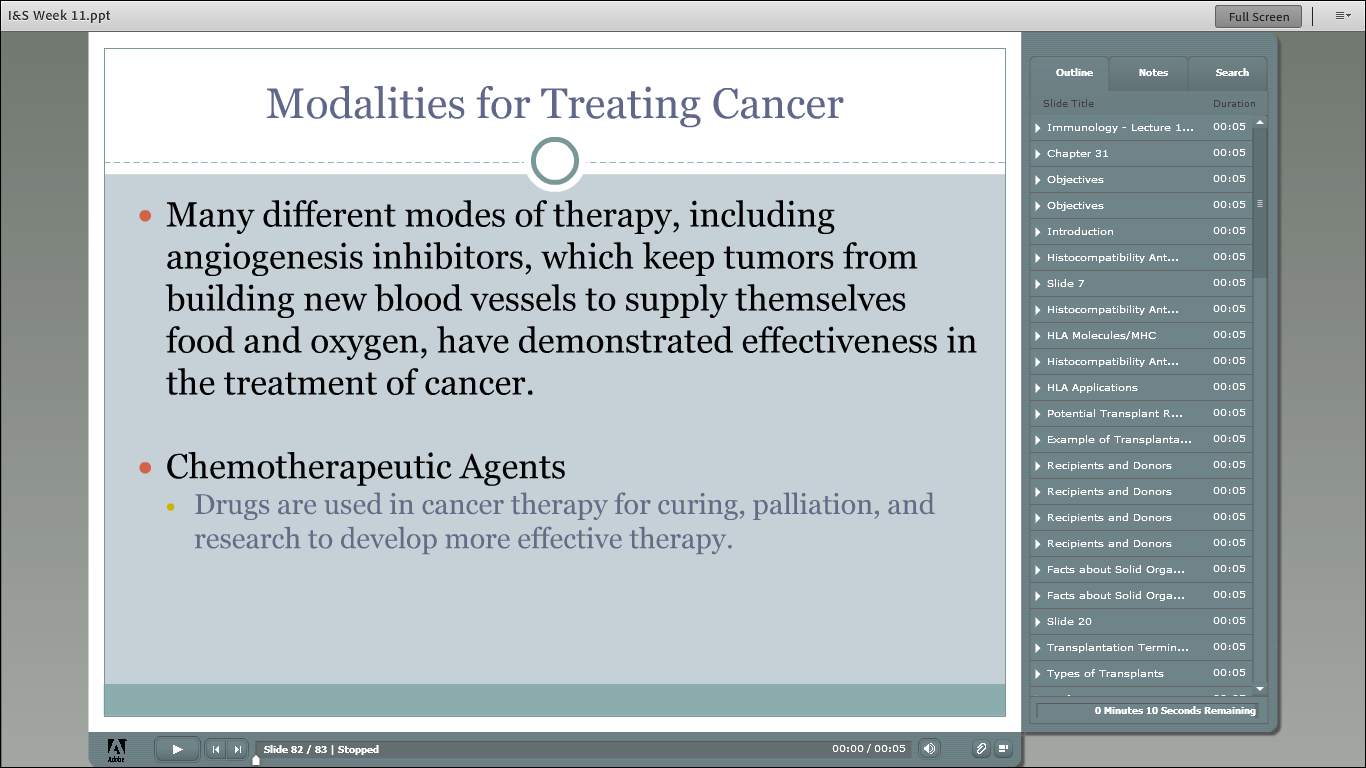 I&S Week 11.ppt
Full Screen
Modalities for Treating Cancer
• Many different modes of therapy, including
angiogenesis inhibitors, which keep tumors from
building new blood vessels to supply themselves
food and oxygen, have demonstrated effectiveness in
the treatment of cancer.
• Chemotherapeutic Agents
• Drugs are used in cancer therapy for curing, palliation, and
research to develop more effective therapy.
Outline Notes Search
Slide Title Duration
Immunology - Lecture 1... 00:05
Chapter 31 00:05
Objectives 00:05
Objectives 00:05
Introduction 00:05
Histocompatibility Ant... 00:05
Slide 7 00:05
Histocompatibility Ant... 00:05
HLA Molecules/MHC 00:05
Histocompatibility Ant... 00:05
HLA Applications 00:05
Potential Transplant R... 00:05
Example of Transplanta... 00:05
Recipients and Donors 00:05
Recipients and Donors 00:05
Recipients and Donors 00:05
Recipients and Donors 00:05
Facts about Solid Orga... 00:05
Facts about Solid Orga... 00:05
Slide 20 00:05
Transplantation Termin... 00:05
Types of Transplants 00:05
0 Minutes 10 Seconds Remaining
Adobe
Slide 82 / 83 | Stopped 00:00 / 00:05